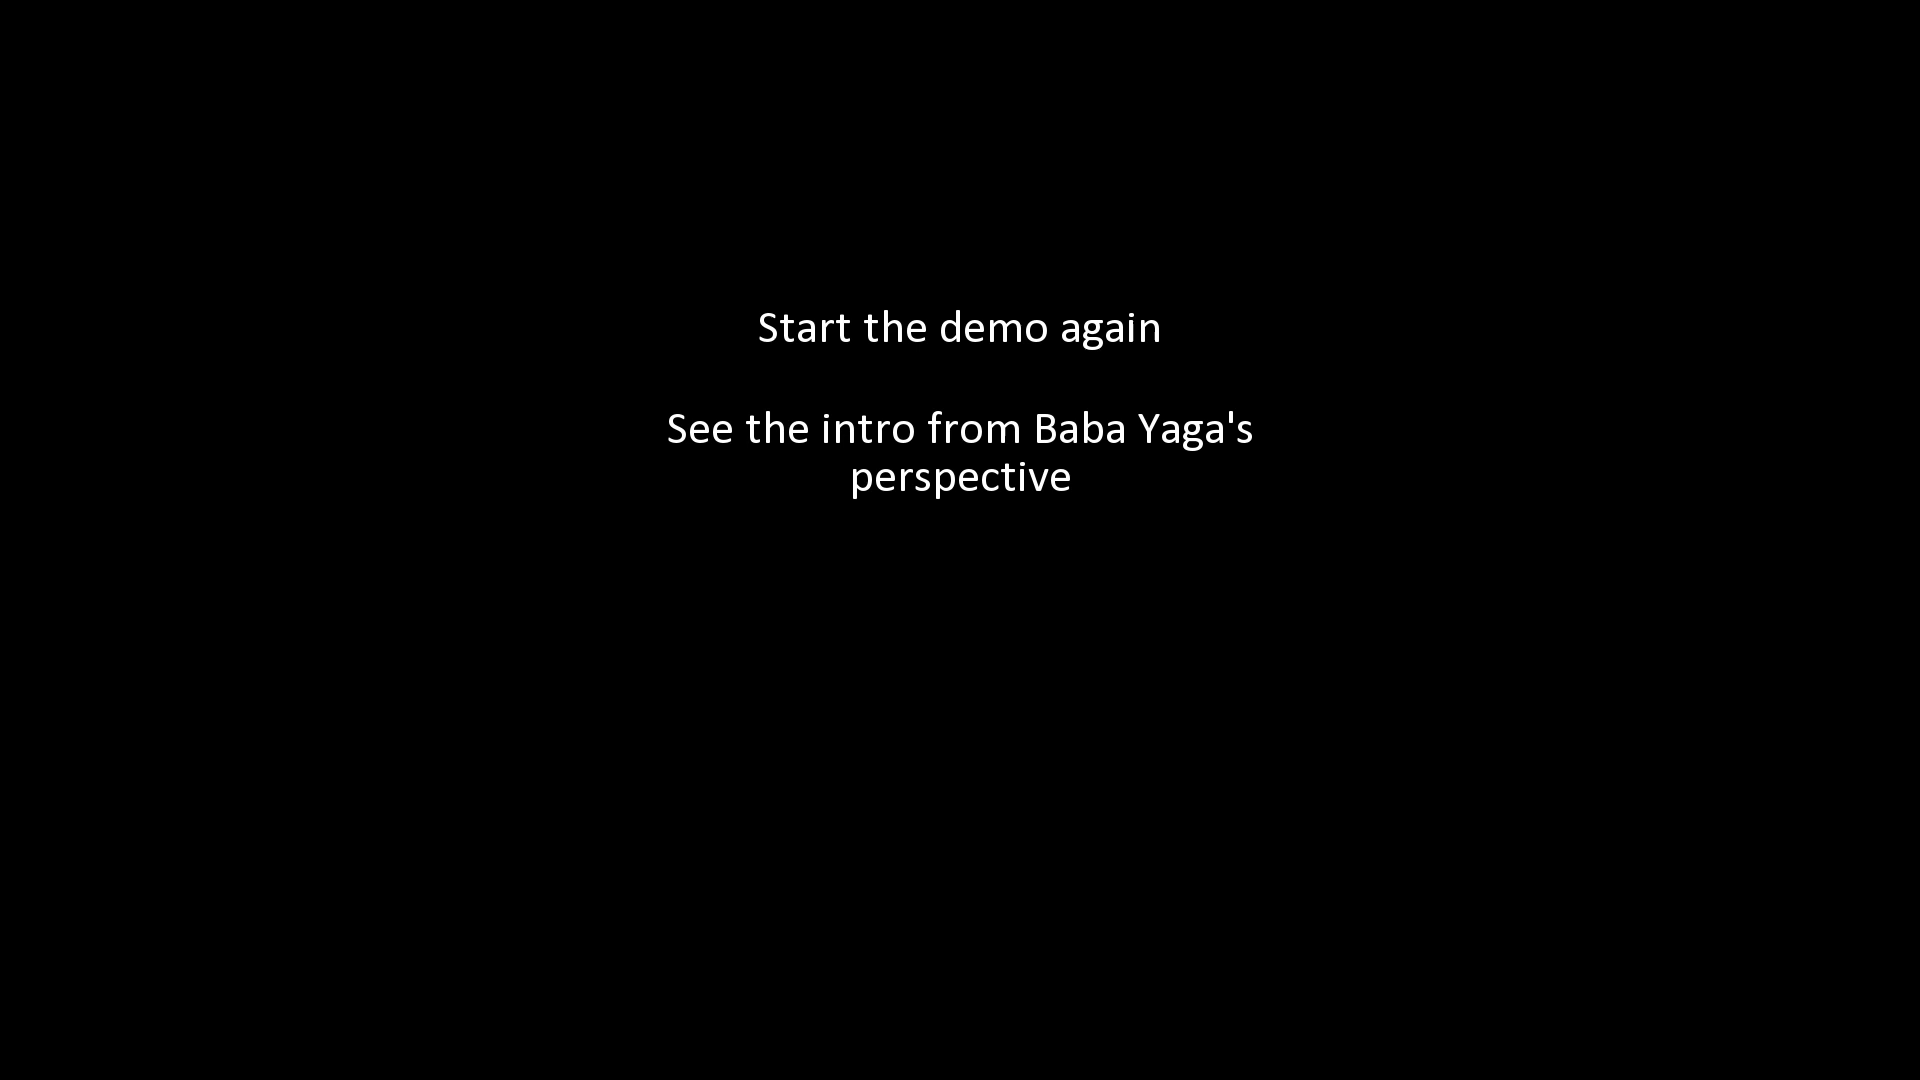 Start the demo again
See the intro from Baba Yaga's
perspective